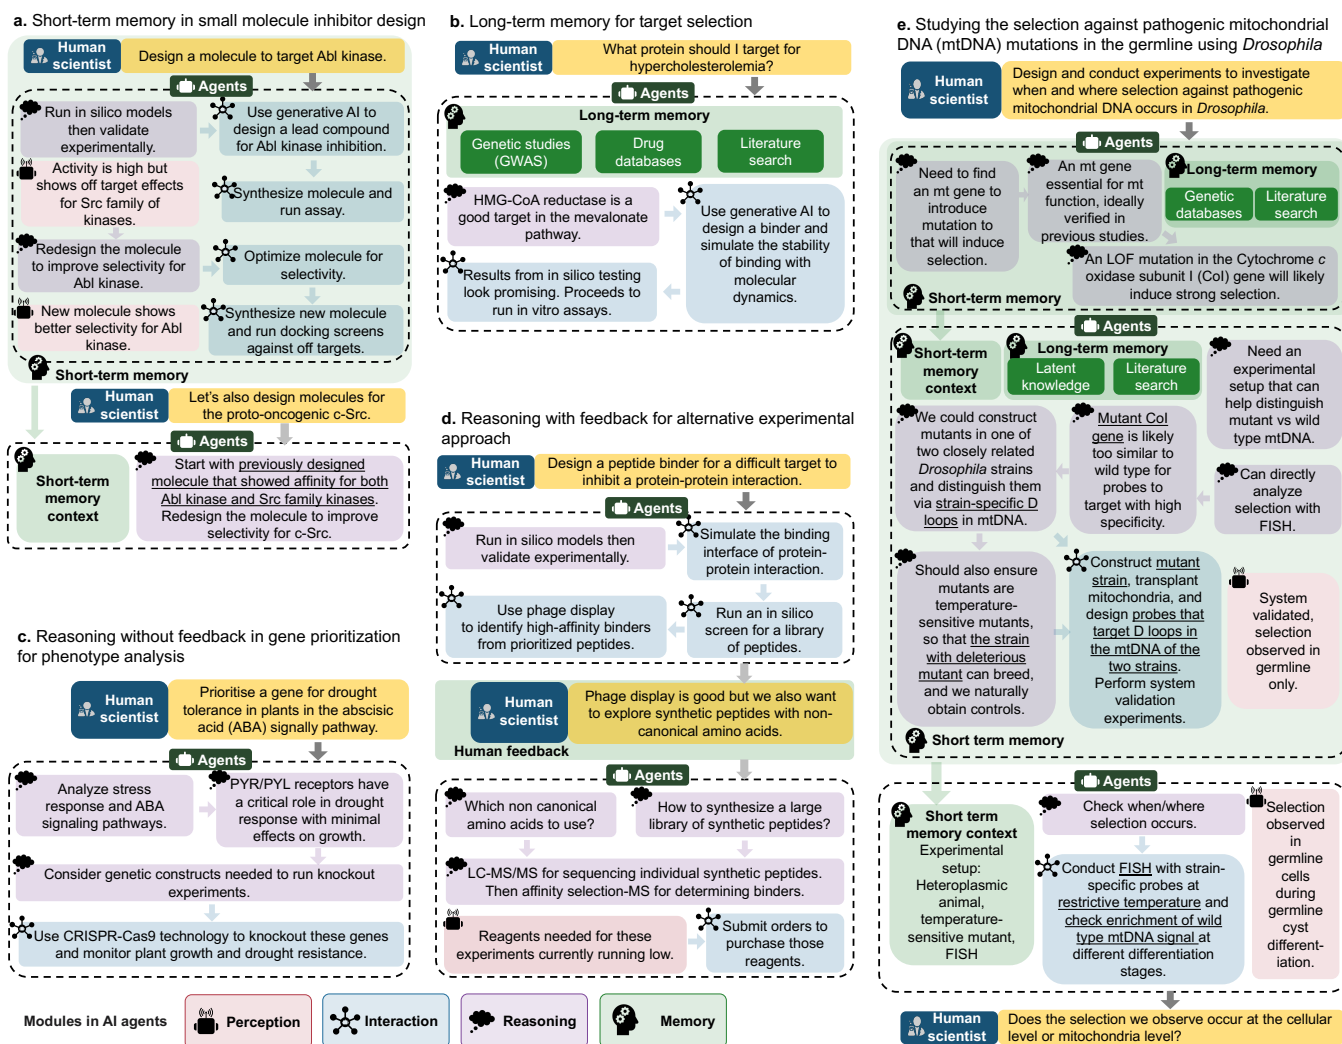 a. Short-term memory in small molecule inhibitor design
Human
scientist
Design a molecule to target Abl kinase.
Agents
Run in silico models
then validate
experimentally.
Use generative AI to
design a lead compound
for Abl kinase inhibition.
Activity is high but
shows off target effects
for Src family of
kinases.
Synthesize molecule and
run assay.
Redesign the molecule
to improve selectivity for
Abl kinase.
Optimize molecule for
selectivity.
New molecule shows
better selectivity for Abl
kinase.
Synthesize new molecule
and run docking screens
against off targets.
Short-term memory
Human
scientist
Let's also design molecules for
the proto-oncogenic c-Src.
Agents
Short-term
memory
context
Start with previously designed
molecule that showed affinity for both
Abl kinase and Src family kinases.
Redesign the molecule to improve
selectivity for c-Src.
b. Long-term memory for target selection
Human
scientist
What protein should I target for
hypercholesterolemia?
Agents
Long-term memory
Genetic studies
(GWAS)
Drug
databases
Literature
search
HMG-CoA reductase is a
good target in the mevalonate
pathway.
Use generative AI to
design a binder and
simulate the stability
of binding with
molecular
dynamics.
Results from in silico testing
look promising. Proceeds to
run in vitro assays.
c. Reasoning without feedback in gene prioritization
for phenotype analysis
Human
scientist
Prioritise a gene for drought
tolerance in plants in the abscisic
acid (ABA) signally pathway.
Agents
Analyze stress
response and ABA
signaling pathways.
PYR/PYL receptors have
a critical role in drought
response with minimal
effects on growth.
Consider genetic constructs needed to run knockout
experiments.
Use CRISPR-Cas9 technology to knockout these genes
and monitor plant growth and drought resistance.
d. Reasoning with feedback for alternative experimental
approach
Human
scientist
Design a peptide binder for a difficult target to
inhibit a protein-protein interaction.
Agents
Run in silico models then
validate experimentally.
Simulate the binding
interface of protein-
protein interaction.
Use phage display
to identify high-affinity binders
from prioritized peptides.
Run an in silico
screen for a library
of peptides.
Human
scientist
Phage display is good but we also want
to explore synthetic peptides with non-
canonical amino acids.
Human feedback
Agents
Which non canonical
amino acids to use?
How to synthesize a large
library of synthetic peptides?
LC-MS/MS for sequencing individual synthetic peptides.
Then affinity selection-MS for determining binders.
Reagents needed for these
experiments currently running low.
Submit orders to
purchase those
reagents.
e. Studying the selection against pathogenic mitochondrial
DNA (mtDNA) mutations in the germline using Drosophila
Human
scientist
Design and conduct experiments to investigate
when and where selection against pathogenic
mitochondrial DNA occurs in Drosophila.
Agents
Need to find
an mt gene to
introduce
mutation to
that will induce
selection.
An mt gene
essential for mt
function, ideally
verified in
previous studies.
Long-term memory
Genetic
databases
Literature
search
An LOF mutation in the Cytochrome c
oxidase subunit I (CoI) gene will likely
induce strong selection.
Short-term memory
Agents
Short-term
memory
context
Long-term memory
Latent
knowledge
Literature
search
Need an
experimental
setup that can
help distinguish
mutant vs wild
type mtDNA.
We could construct
mutants in one of
two closely related
Drosophila strains
and distinguish them
via strain-specific D
loops in mtDNA.
Mutant CoI
gene is likely
too similar to
wild type for
probes to
target with high
specificity.
Can directly
analyze
selection with
FISH.
Should also ensure
mutants are
temperature-
sensitive mutants,
so that the strain
with deleterious
mutant can breed,
and we naturally
obtain controls.
Construct mutant
strain, transplant
mitochondria, and
design probes that
target D loops in
the mtDNA of the
two strains.
Perform system
validation
experiments.
System
validated,
selection
observed in
germline
only.
Short term memory
Agents
Short term
memory context
Experimental
setup:
Heteroplasmic
animal,
temperature-
sensitive mutant,
FISH
Check when/where
selection occurs.
Conduct FISH with strain-
specific probes at
restrictive temperature and
check enrichment of wild
type mtDNA signal at
different differentiation
stages.
Selection
observed
in
germline
cells
during
germline
cyst
different-
iation.
Human
scientist
Does the selection we observe occur at the cellular
level or mitochondria level?
Modules in AI agents
Perception
Interaction
Reasoning
Memory